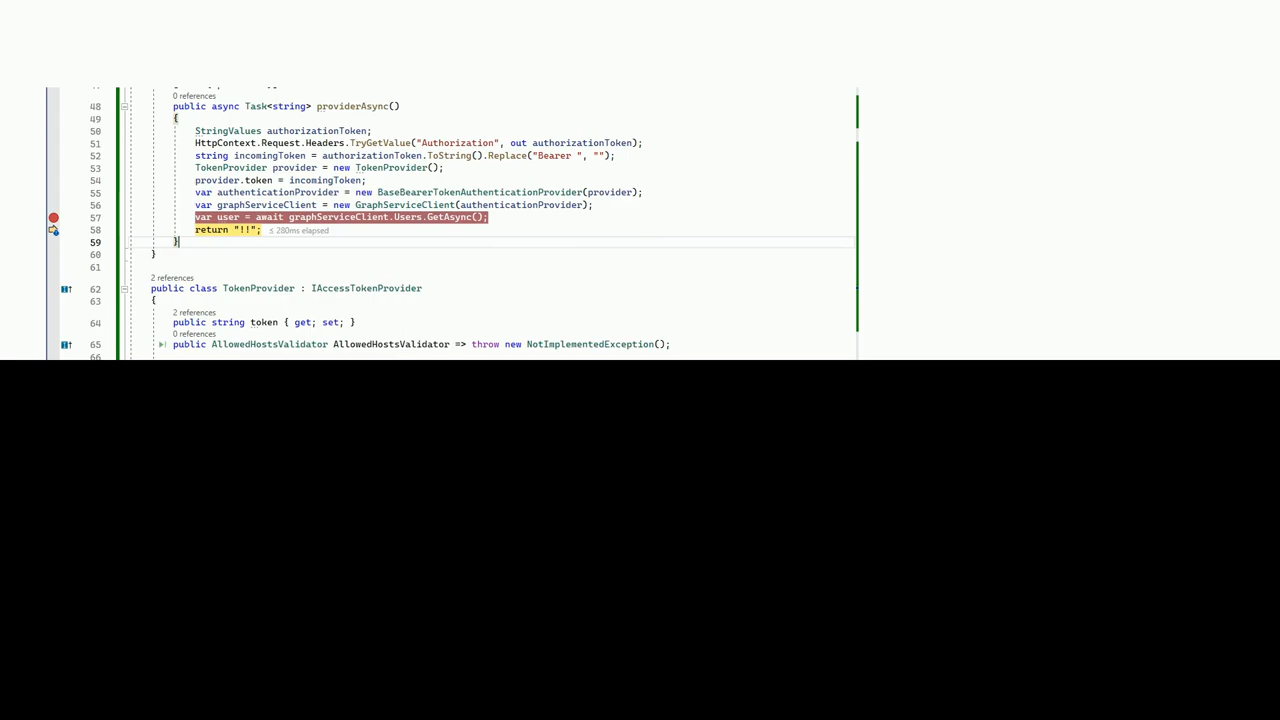 0 references
48 public async Task<string> providerAsync()
49 {
50 StringValues authorizationToken;
51 HttpContext.Request.Headers.TryGetValue("Authorization", out authorizationToken);
52 string incomingToken = authorizationToken.ToString().Replace("Bearer ", "");
53 TokenProvider provider = new TokenProvider();
54 provider.token = incomingToken;
55 var authenticationProvider = new BaseBearerTokenAuthenticationProvider(provider);
56 var graphServiceClient = new GraphServiceClient(authenticationProvider);
57 var user = await graphServiceClient.Users.GetAsync();
58 return "!!"; ≤ 280ms elapsed
59 }
60 }
61
2 references
62 public class TokenProvider : IAccessTokenProvider
63 {
2 references
64 public string token { get; set; }
0 references
65 public AllowedHostsValidator AllowedHostsValidator => throw new NotImplementedException();
66